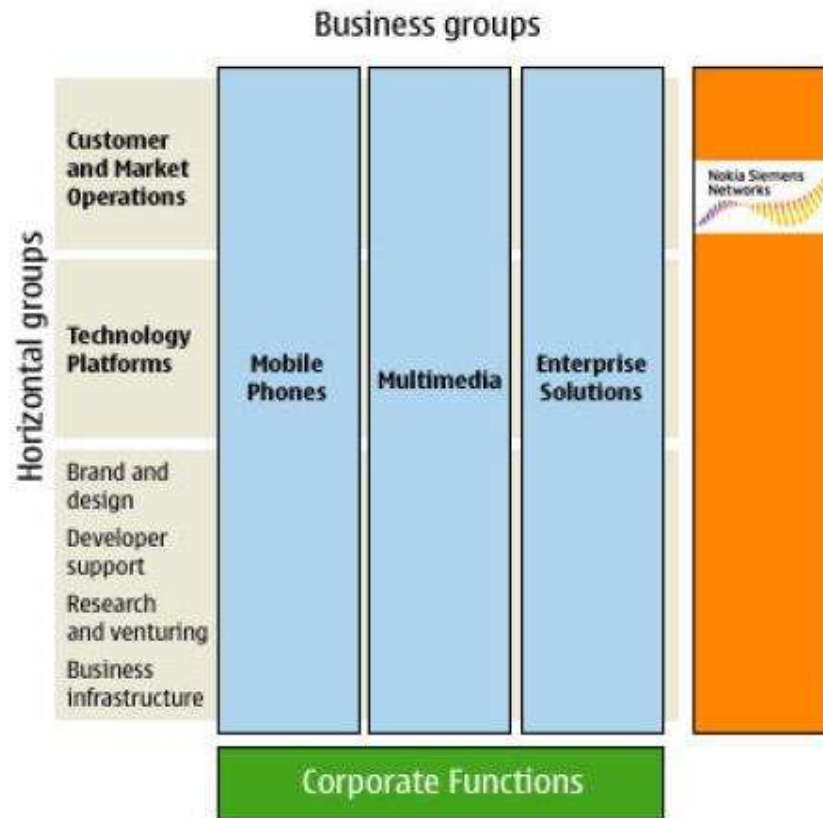 Business groups
Horizontal groups
Customer
and Market
Operations
Technology
Platforms
Brand and
design
Developer
support
Research
and venturing
Business
infrastructure
Mobile
Phones
Multimedia
Enterprise
Solutions
Nokia Siemens
Networks
Corporate Functions